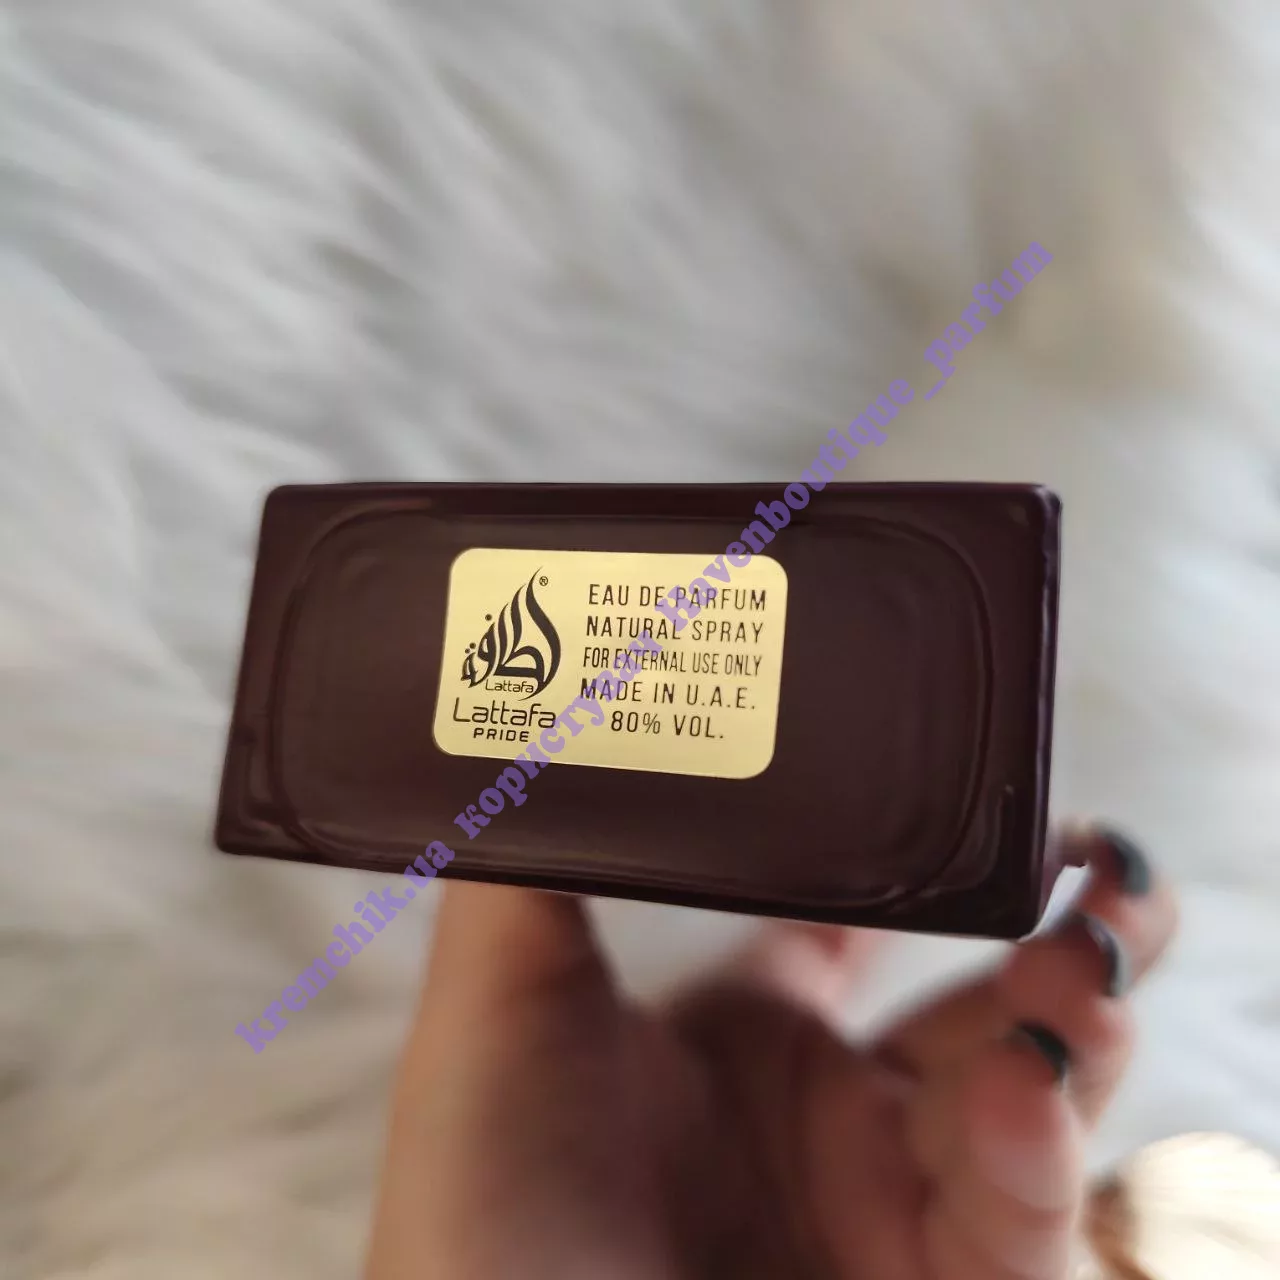 لطافة
®
Lattafa
Lattafa
PRIDE
EAU DE PARFUM
NATURAL SPRAY
FOR EXTERNAL USE ONLY
MADE IN U.A.E.
80% VOL.
kremchik.ua користувач Havenboutique_parfum